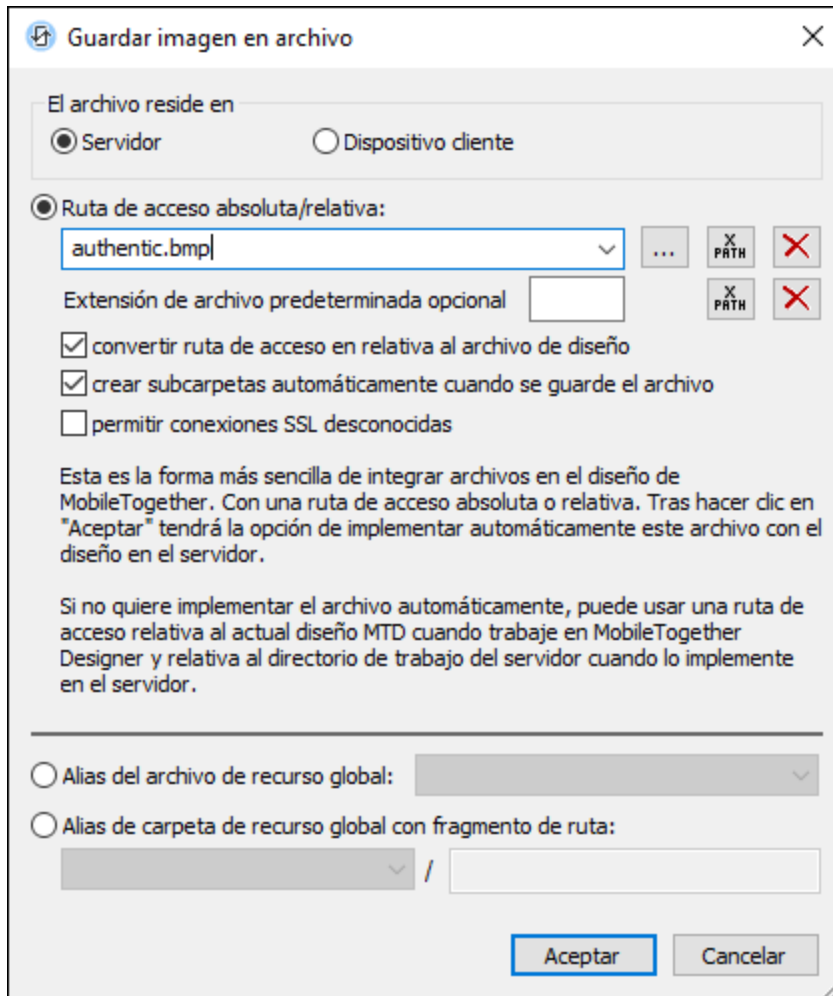 Guardar imagen en archivo
El archivo reside en
Servidor
Dispositivo cliente
Ruta de acceso absoluta/relativa:
authentic.bmp
...
X
PATH
Extensión de archivo predeterminada opcional
X
PATH
convertir ruta de acceso en relativa al archivo de diseño
crear subcarpetas automáticamente cuando se guarde el archivo
permitir conexiones SSL desconocidas
Esta es la forma más sencilla de integrar archivos en el diseño de
MobileTogether. Con una ruta de acceso absoluta o relativa. Tras hacer clic en
"Aceptar" tendrá la opción de implementar automáticamente este archivo con el
diseño en el servidor.
Si no quiere implementar el archivo automáticamente, puede usar una ruta de
acceso relativa al actual diseño MTD cuando trabaje en MobileTogether
Designer y relativa al directorio de trabajo del servidor cuando lo implemente
en el servidor.
Alias del archivo de recurso global:
Alias de carpeta de recurso global con fragmento de ruta:
/
Aceptar
Cancelar